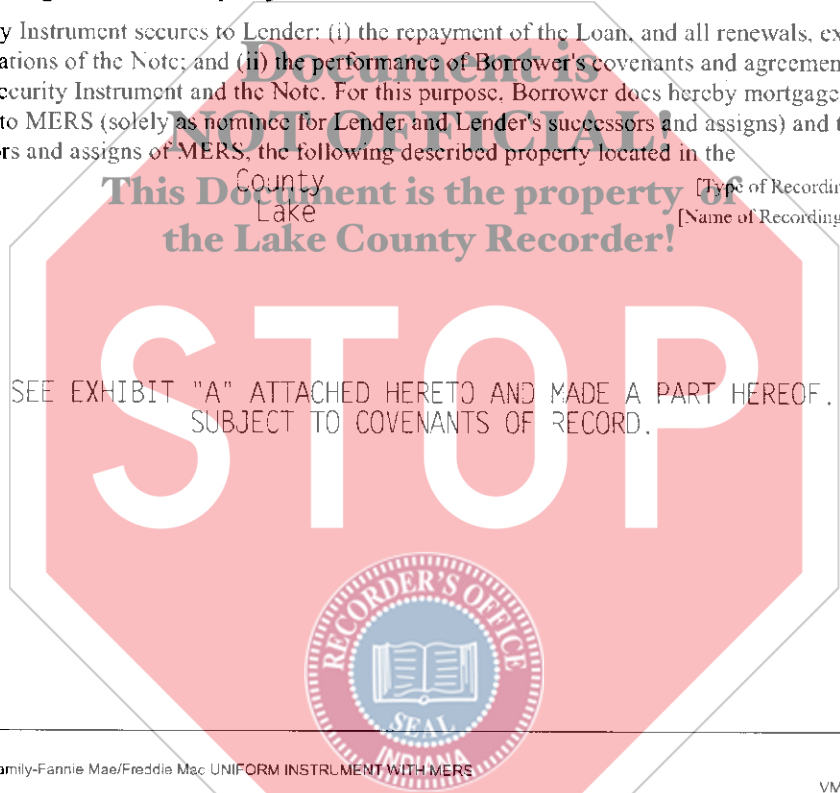 y Instrument secures to Lender: (i) the repayment of the Loan, and all renewals, ex
ations of the Note; and (ii) the performance of Borrower's covenants and agreemen
ecurity Instrument and the Note. For this purpose, Borrower does hereby mortgage
to MERS (solely as nominee for Lender and Lender's successors and assigns) and t
rs and assigns of MERS, the following described property located in the
County [Type of Recordin
Lake [Name of Recording
Document is
NOT OFFICIAL!
This Document is the property of
the Lake County Recorder!
STOP
SEE EXHIBIT "A" ATTACHED HERETO AND MADE A PART HEREOF.
SUBJECT TO COVENANTS OF RECORD.
RECORDER'S OFFICE
SEAL
INDIANA
amily-Fannie Mae/Freddie Mac UNIFORM INSTRUMENT WITH MERS
VM